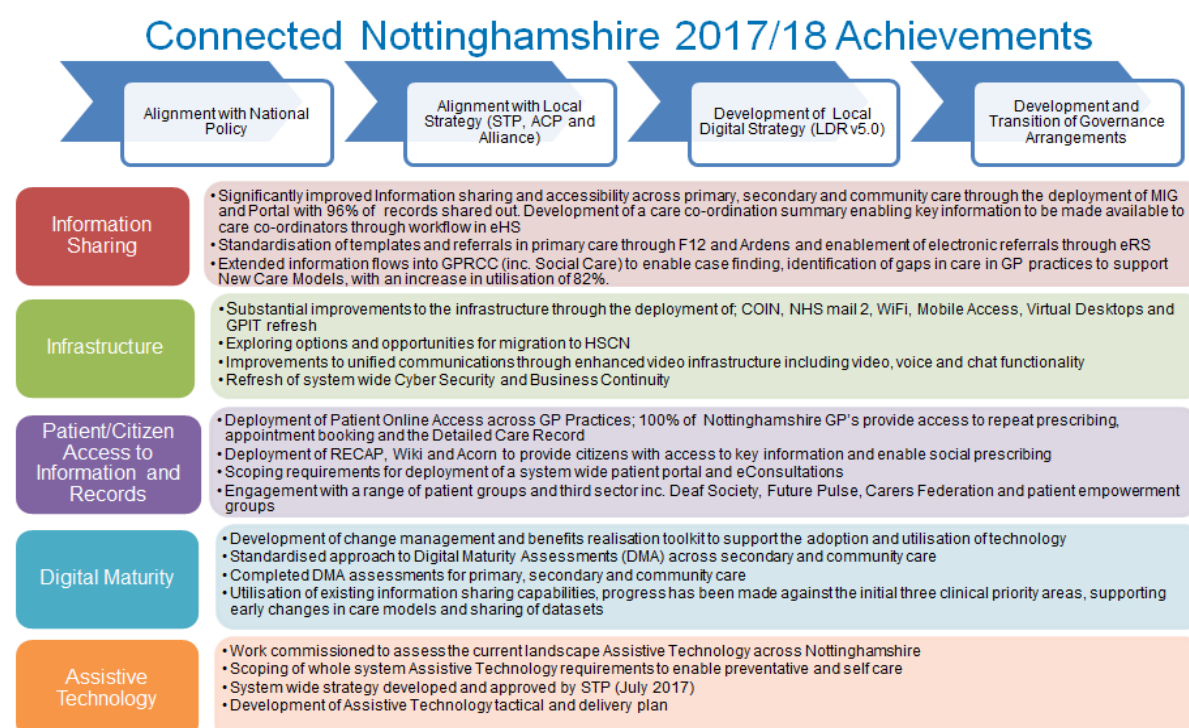 Connected Nottinghamshire 2017/18 Achievements
Alignment with National
Policy
Alignment with Local
Strategy (STP, ACP and
Alliance)
Development of Local
Digital Strategy (LDR v5.0)
Development and
Transition of Governance
Arrangements
Information
Sharing
• Significantly improved Information sharing and accessibility across primary, secondary and community care through the deployment of MIG
and Portal with 96% of records shared out. Development of a care co-ordination summary enabling key information to be made available to
care co-ordinators through workflow in eHS
• Standardisation of templates and referrals in primary care through F12 and Ardens and enablement of electronic referrals through eRS
• Extended information flows into GPRCC (inc. Social Care) to enable case finding, identification of gaps in care in GP practices to support
New Care Models, with an increase in utilisation of 82%.
Infrastructure
• Substantial improvements to the infrastructure through the deployment of; COIN, NHS mail 2, WiFi, Mobile Access, Virtual Desktops and
GPIT refresh
• Exploring options and opportunities for migration to HSCN
• Improvements to unified communications through enhanced video infrastructure including video, voice and chat functionality
• Refresh of system wide Cyber Security and Business Continuity
Patient/Citizen
Access to
Information and
Records
• Deployment of Patient Online Access across GP Practices; 100% of Nottinghamshire GP's provide access to repeat prescribing,
appointment booking and the Detailed Care Record
• Deployment of RECAP, Wiki and Acorn to provide citizens with access to key information and enable social prescribing
• Scoping requirements for deployment of a system wide patient portal and eConsultations
• Engagement with a range of patient groups and third sector inc. Deaf Society, Future Pulse, Carers Federation and patient empowerment
groups
Digital Maturity
• Development of change management and benefits realisation toolkit to support the adoption and utilisation of technology
• Standardised approach to Digital Maturity Assessments (DMA) across secondary and community care
• Completed DMA assessments for primary, secondary and community care
• Utilisation of existing information sharing capabilities, progress has been made against the initial three clinical priority areas, supporting
early changes in care models and sharing of datasets
Assistive
Technology
• Work commissioned to assess the current landscape Assistive Technology across Nottinghamshire
• Scoping of whole system Assistive Technology requirements to enable preventative and self care
• System wide strategy developed and approved by STP (July 2017)
• Development of Assistive Technology tactical and delivery plan